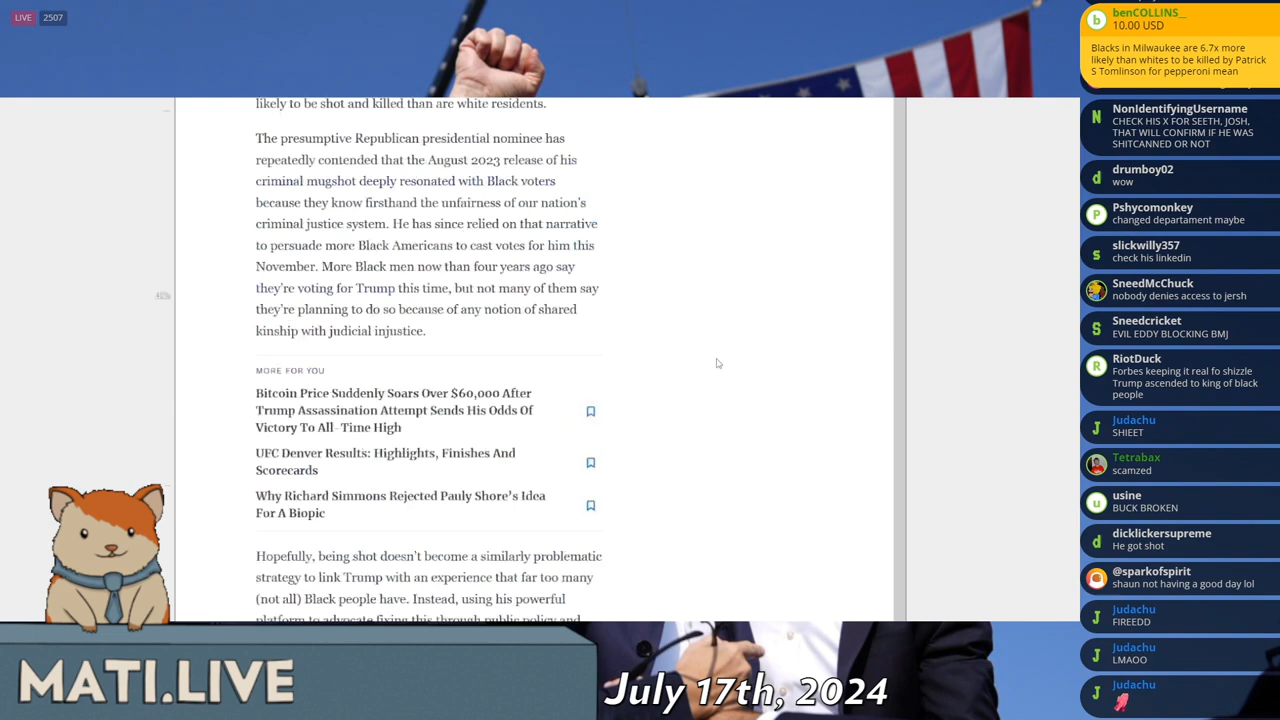 LIVE 2507
likely to be shot and killed than are white residents.
The presumptive Republican presidential nominee has
repeatedly contended that the August 2023 release of his
criminal mugshot deeply resonated with Black voters
because they know firsthand the unfairness of our nation's
criminal justice system. He has since relied on that narrative
to persuade more Black Americans to cast votes for him this
November. More Black men now than four years ago say
they're voting for Trump this time, but not many of them say
they're planning to do so because of any notion of shared
kinship with judicial injustice.
MORE FOR YOU
Bitcoin Price Suddenly Soars Over $60,000 After
Trump Assassination Attempt Sends His Odds Of
Victory To All-Time High
UFC Denver Results: Highlights, Finishes And
Scorecards
Why Richard Simmons Rejected Pauly Shore's Idea
For A Biopic
Hopefully, being shot doesn't become a similarly problematic
strategy to link Trump with an experience that far too many
(not all) Black people have. Instead, using his powerful
platform to advocate fixing this through public policy and
MATI.LIVE
July 17th, 2024
b
benCOLLINS__
10.00 USD
Blacks in Milwaukee are 6.7x more
likely than whites to be killed by Patrick
S Tomlinson for pepperoni mean
N
NonIdentifyingUsername
CHECK HIS X FOR SEETH, JOSH,
THAT WILL CONFIRM IF HE WAS
SHITCANNED OR NOT
d
drumboy02
wow
P
Pshycomonkey
changed departament maybe
s
slickwilly357
check his linkedin
SneedMcChuck
nobody denies access to jersh
S
Sneedcricket
EVIL EDDY BLOCKING BMJ
R
RiotDuck
Forbes keeping it real fo shizzle
Trump ascended to king of black
people
J
Judachu
SHIEET
Tetrabax
scamzed
u
usine
BUCK BROKEN
d
dicklickersupreme
He got shot
@sparkofspirit
shaun not having a good day lol
J
Judachu
FIREEDD
J
Judachu
LMAOO
J
Judachu